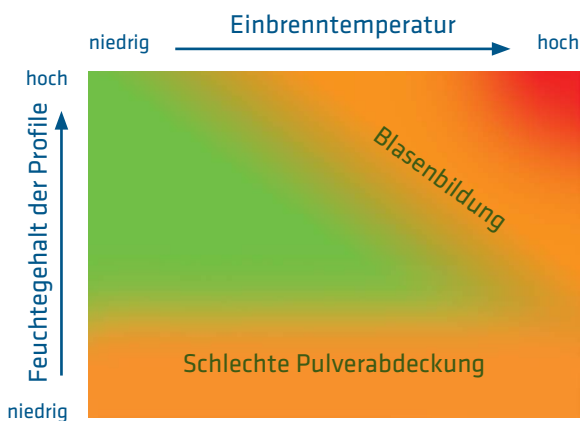 Einbrenntemperatur
niedrig
hoch
hoch
Feuchtegehalt der Profile
Blasenbildung
Schlechte Pulverabdeckung
niedrig